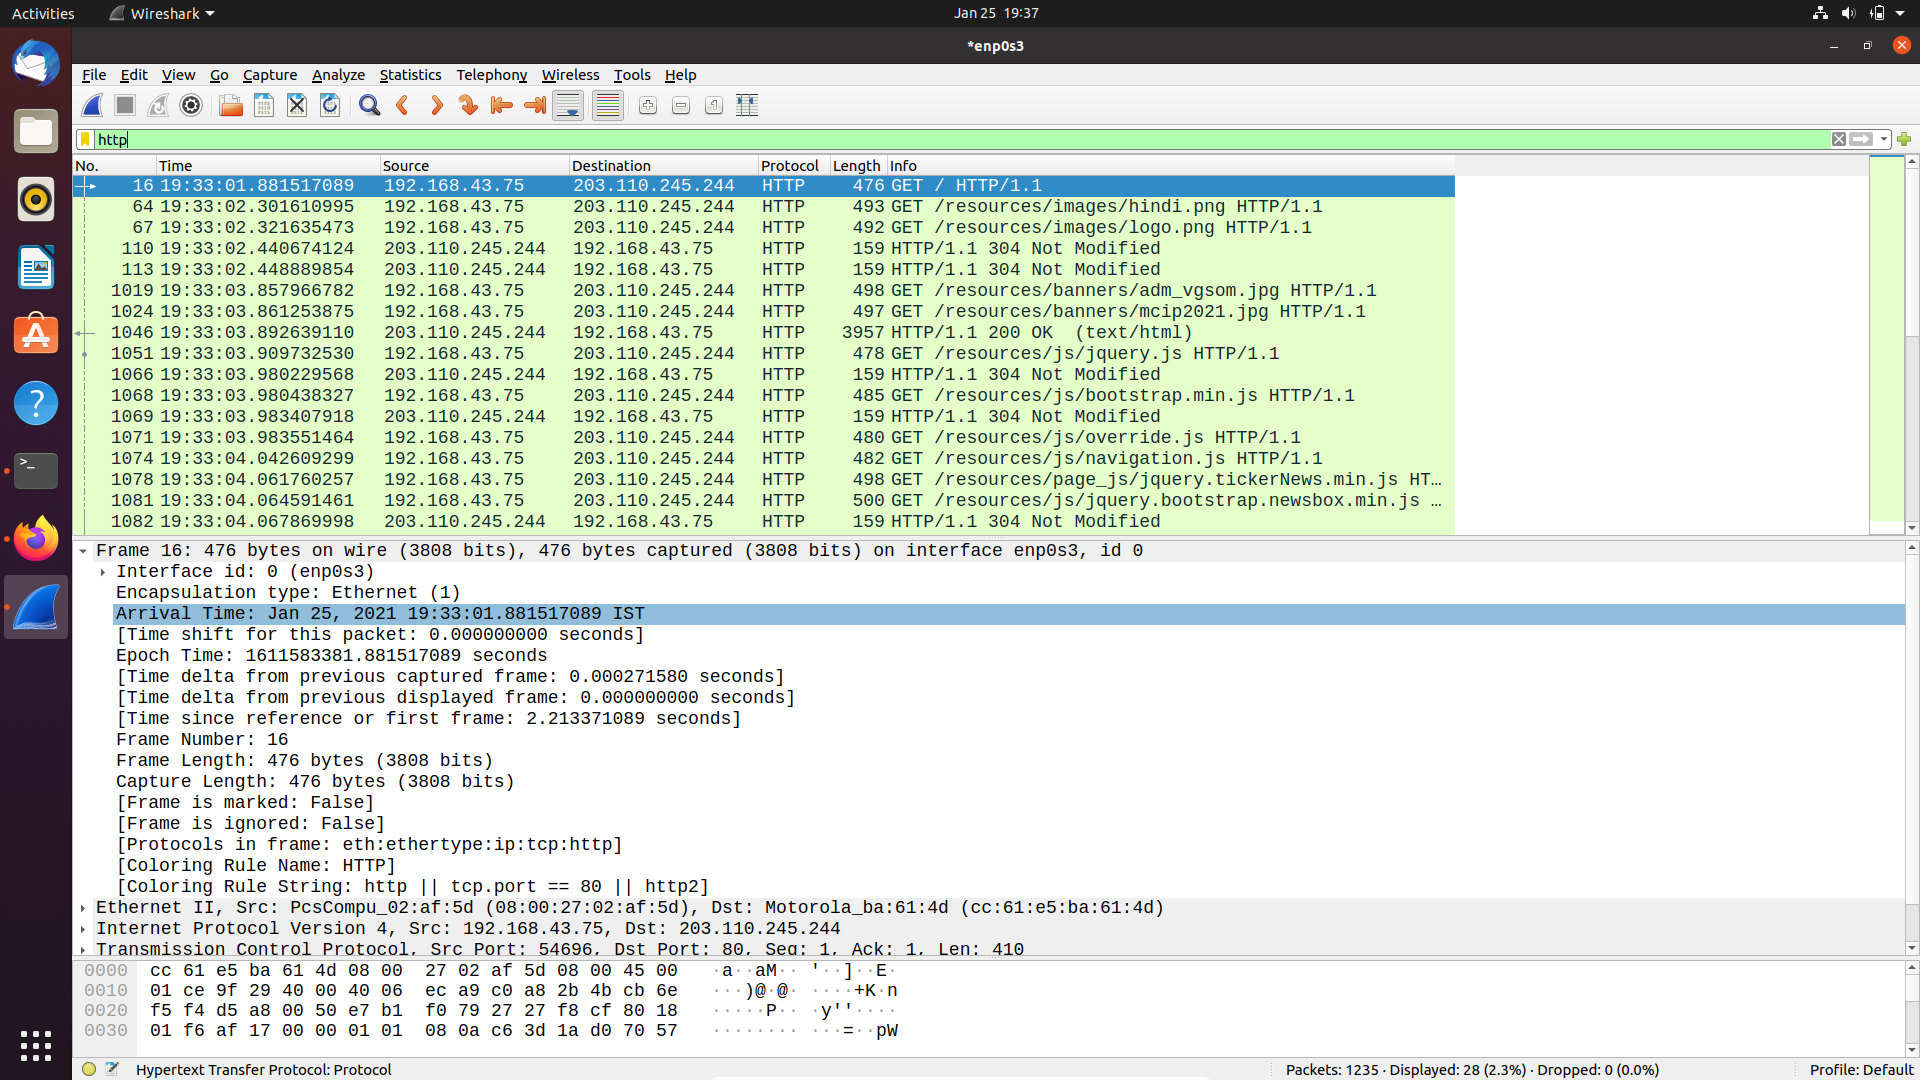 Activities Wireshark Jan 25 19:37
*enp0s3
File Edit View Go Capture Analyze Statistics Telephony Wireless Tools Help
http
No. Time Source Destination Protocol Length Info
16 19:33:01.881517089 192.168.43.75 203.110.245.244 HTTP 476 GET / HTTP/1.1
64 19:33:02.301610995 192.168.43.75 203.110.245.244 HTTP 493 GET /resources/images/hindi.png HTTP/1.1
67 19:33:02.321635473 192.168.43.75 203.110.245.244 HTTP 492 GET /resources/images/logo.png HTTP/1.1
110 19:33:02.440674124 203.110.245.244 192.168.43.75 HTTP 159 HTTP/1.1 304 Not Modified
113 19:33:02.448889854 203.110.245.244 192.168.43.75 HTTP 159 HTTP/1.1 304 Not Modified
1019 19:33:03.857966782 192.168.43.75 203.110.245.244 HTTP 498 GET /resources/banners/adm_vgsom.jpg HTTP/1.1
1024 19:33:03.861253875 192.168.43.75 203.110.245.244 HTTP 497 GET /resources/banners/mcip2021.jpg HTTP/1.1
1046 19:33:03.892639110 203.110.245.244 192.168.43.75 HTTP 3957 HTTP/1.1 200 OK (text/html)
1051 19:33:03.909732530 192.168.43.75 203.110.245.244 HTTP 478 GET /resources/js/jquery.js HTTP/1.1
1066 19:33:03.980229568 203.110.245.244 192.168.43.75 HTTP 159 HTTP/1.1 304 Not Modified
1068 19:33:03.980438327 192.168.43.75 203.110.245.244 HTTP 485 GET /resources/js/bootstrap.min.js HTTP/1.1
1069 19:33:03.983407918 203.110.245.244 192.168.43.75 HTTP 159 HTTP/1.1 304 Not Modified
1071 19:33:03.983551464 192.168.43.75 203.110.245.244 HTTP 480 GET /resources/js/override.js HTTP/1.1
1074 19:33:04.042609299 192.168.43.75 203.110.245.244 HTTP 482 GET /resources/js/navigation.js HTTP/1.1
1078 19:33:04.061760257 192.168.43.75 203.110.245.244 HTTP 498 GET /resources/page_js/jquery.tickerNews.min.js HT…
1081 19:33:04.064591461 192.168.43.75 203.110.245.244 HTTP 500 GET /resources/js/jquery.bootstrap.newsbox.min.js …
1082 19:33:04.067869998 203.110.245.244 192.168.43.75 HTTP 159 HTTP/1.1 304 Not Modified
Frame 16: 476 bytes on wire (3808 bits), 476 bytes captured (3808 bits) on interface enp0s3, id 0
Interface id: 0 (enp0s3)
Encapsulation type: Ethernet (1)
Arrival Time: Jan 25, 2021 19:33:01.881517089 IST
[Time shift for this packet: 0.000000000 seconds]
Epoch Time: 1611583381.881517089 seconds
[Time delta from previous captured frame: 0.000271580 seconds]
[Time delta from previous displayed frame: 0.000000000 seconds]
[Time since reference or first frame: 2.213371089 seconds]
Frame Number: 16
Frame Length: 476 bytes (3808 bits)
Capture Length: 476 bytes (3808 bits)
[Frame is marked: False]
[Frame is ignored: False]
[Protocols in frame: eth:ethertype:ip:tcp:http]
[Coloring Rule Name: HTTP]
[Coloring Rule String: http || tcp.port == 80 || http2]
Ethernet II, Src: PcsCompu_02:af:5d (08:00:27:02:af:5d), Dst: Motorola_ba:61:4d (cc:61:e5:ba:61:4d)
Internet Protocol Version 4, Src: 192.168.43.75, Dst: 203.110.245.244
Transmission Control Protocol, Src Port: 54696, Dst Port: 80, Seq: 1, Ack: 1, Len: 410
0000 cc 61 e5 ba 61 4d 08 00 27 02 af 5d 08 00 45 00 ·a··aM·· '··]··E·
0010 01 ce 9f 29 40 00 40 06 ec a9 c0 a8 2b 4b cb 6e ···)@·@· ····+K·n
0020 f5 f4 d5 a8 00 50 e7 b1 f0 79 27 27 f8 cf 80 18 ·····P·· ·y''····
0030 01 f6 af 17 00 00 01 01 08 0a c6 3d 1a d0 70 57 ········ ···=··pW
Hypertext Transfer Protocol: Protocol Packets: 1235 · Displayed: 28 (2.3%) · Dropped: 0 (0.0%) Profile: Default